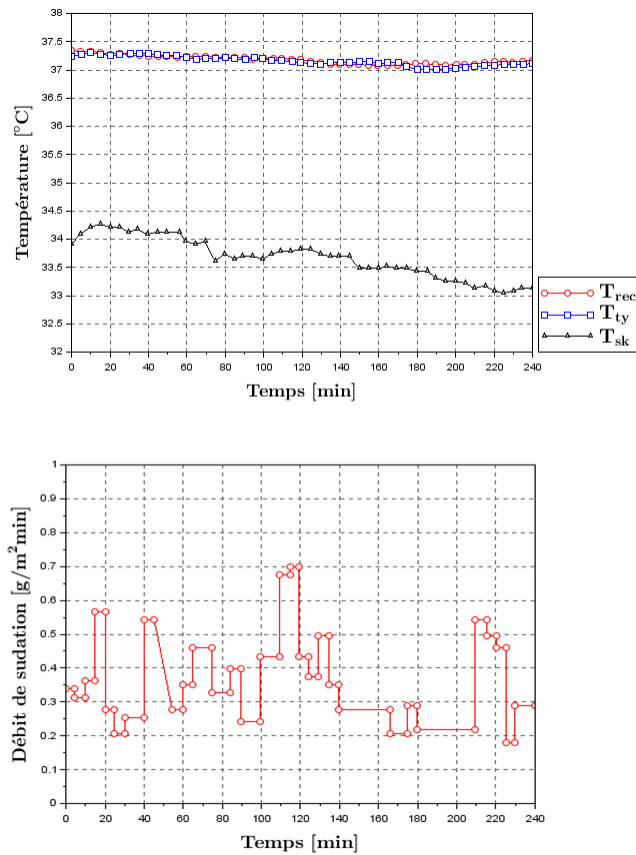 38
37.5
37
36.5
36
35.5
35
34.5
34
33.5
33
32.5
32
Température [°C]
0 20 40 60 80 100 120 140 160 180 200 220 240
Temps [min]
T_rec
T_ty
T_sk
1
0.9
0.8
0.7
0.6
0.5
0.4
0.3
0.2
0.1
0
Débit de sudation [g/m²min]
0 20 40 60 80 100 120 140 160 180 200 220 240
Temps [min]